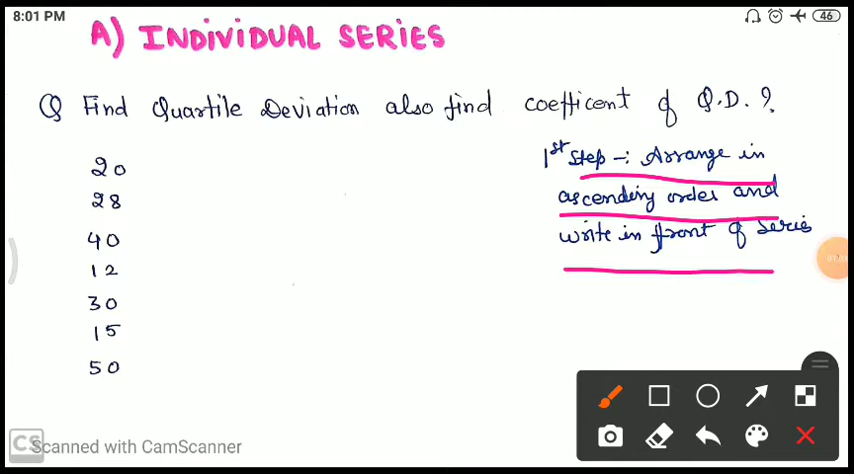 8:01 PM
46
A) INDIVIDUAL SERIES
Q Find Quartile Deviation also find coefficent of Q.D. ?
1st Step -: Arrange in
ascending order and
write in front of series
20
28
40
12
30
15
50
CS Scanned with CamScanner